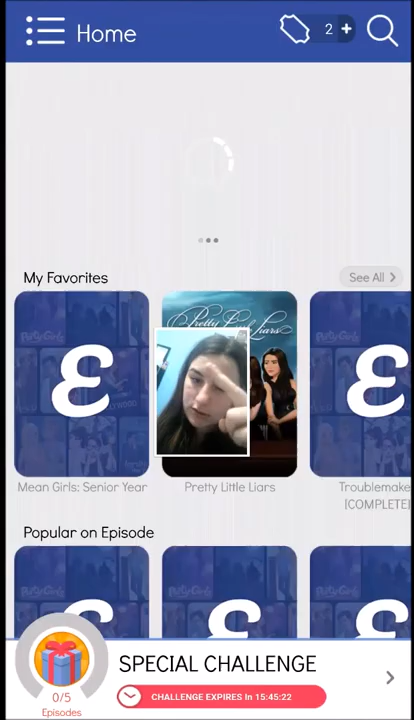 Home
2 +
My Favorites
See All >
Pretty Little Liars
Mean Girls: Senior Year
Pretty Little Liars
Troublemake
[COMPLETE]
Popular on Episode
SPECIAL CHALLENGE
CHALLENGE EXPIRES In 15:45:22
0/5
Episodes